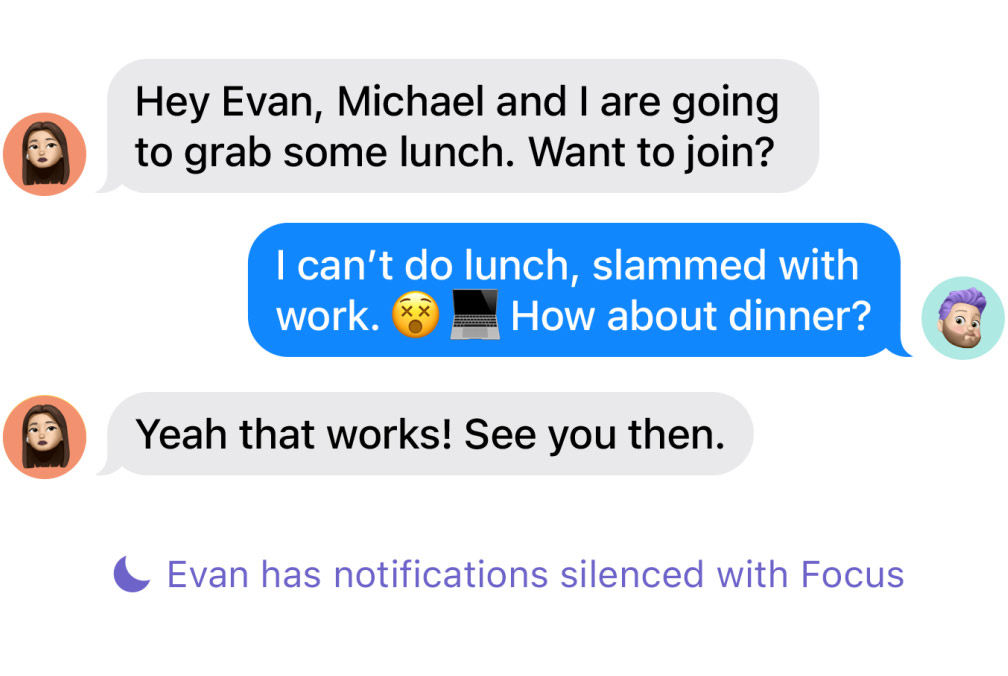 Hey Evan, Michael and I are going
to grab some lunch. Want to join?
I can’t do lunch, slammed with
work. 😵 💻 How about dinner?
Yeah that works! See you then.
Evan has notifications silenced with Focus